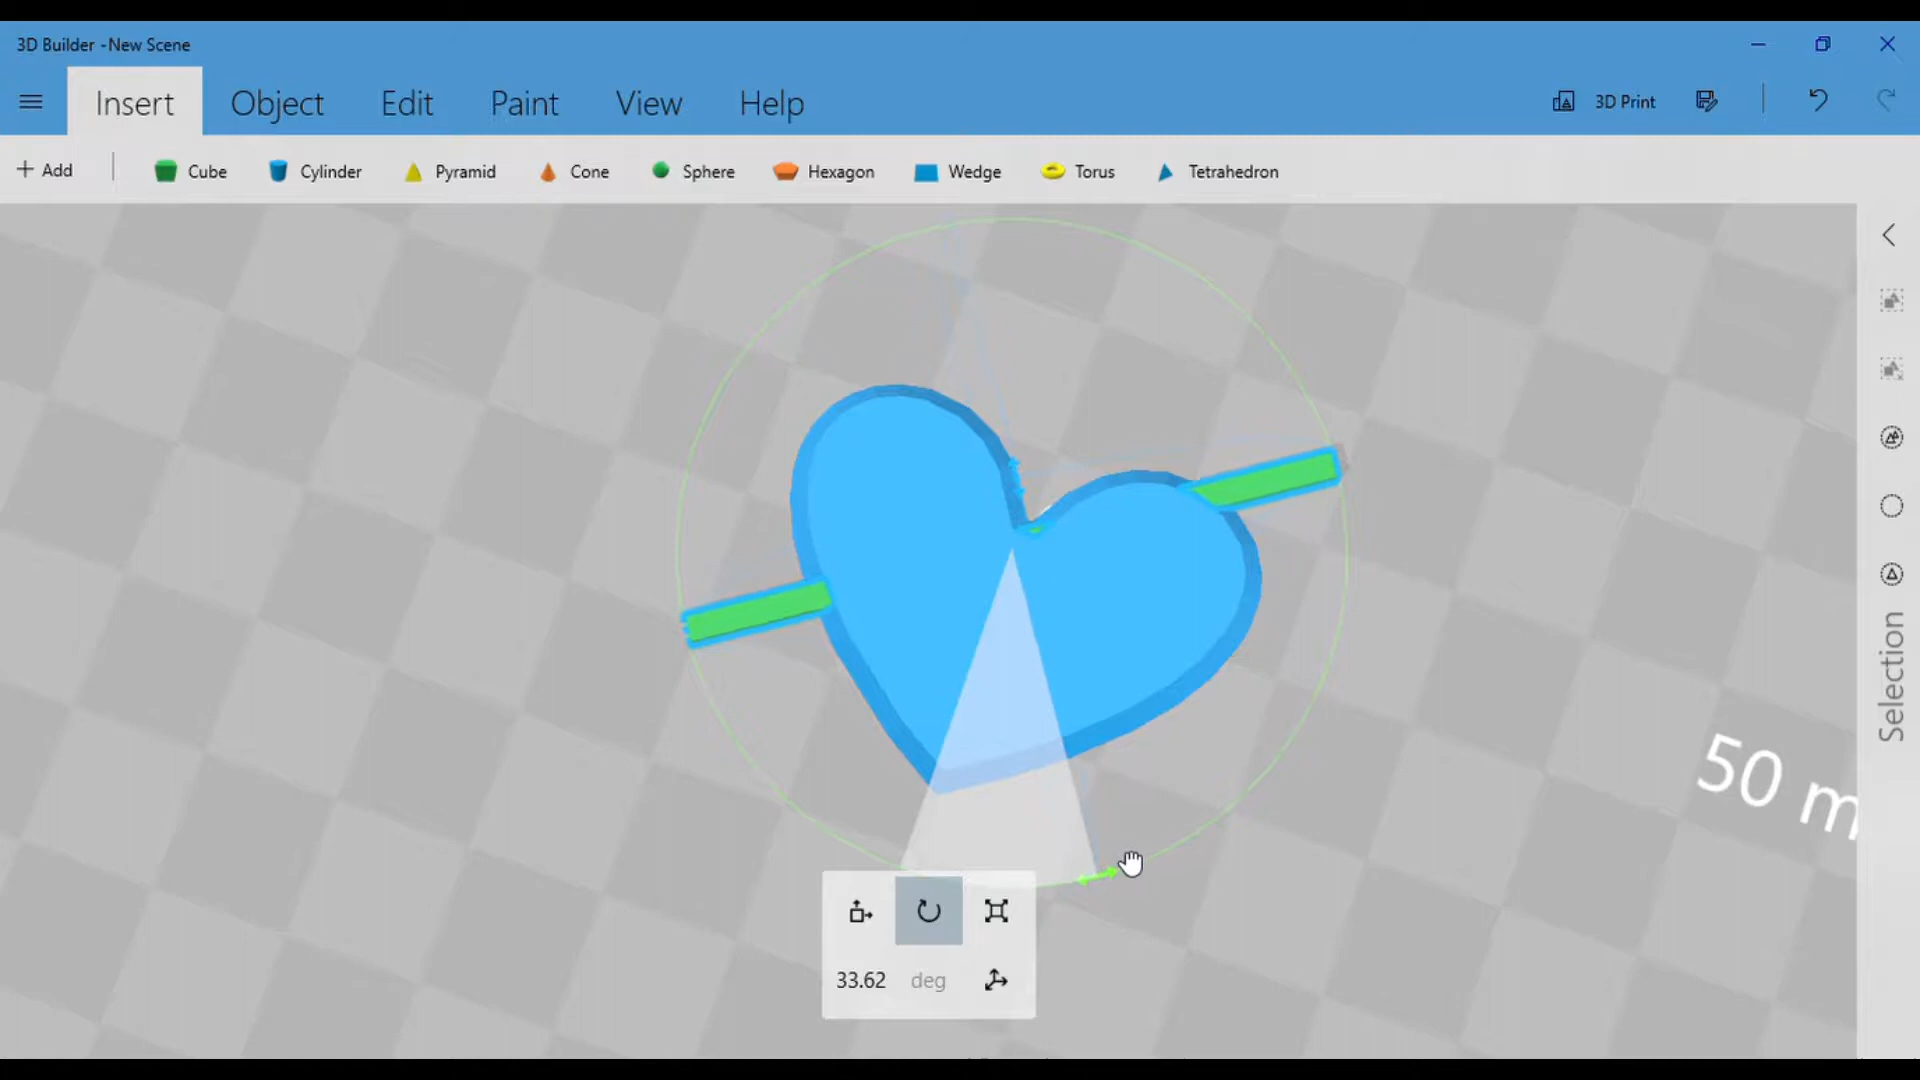 3D Builder -New Scene
Insert Object Edit Paint View Help 3D Print
Add Cube Cylinder Pyramid Cone Sphere Hexagon Wedge Torus Tetrahedron
Selection
50 m
33.62 deg